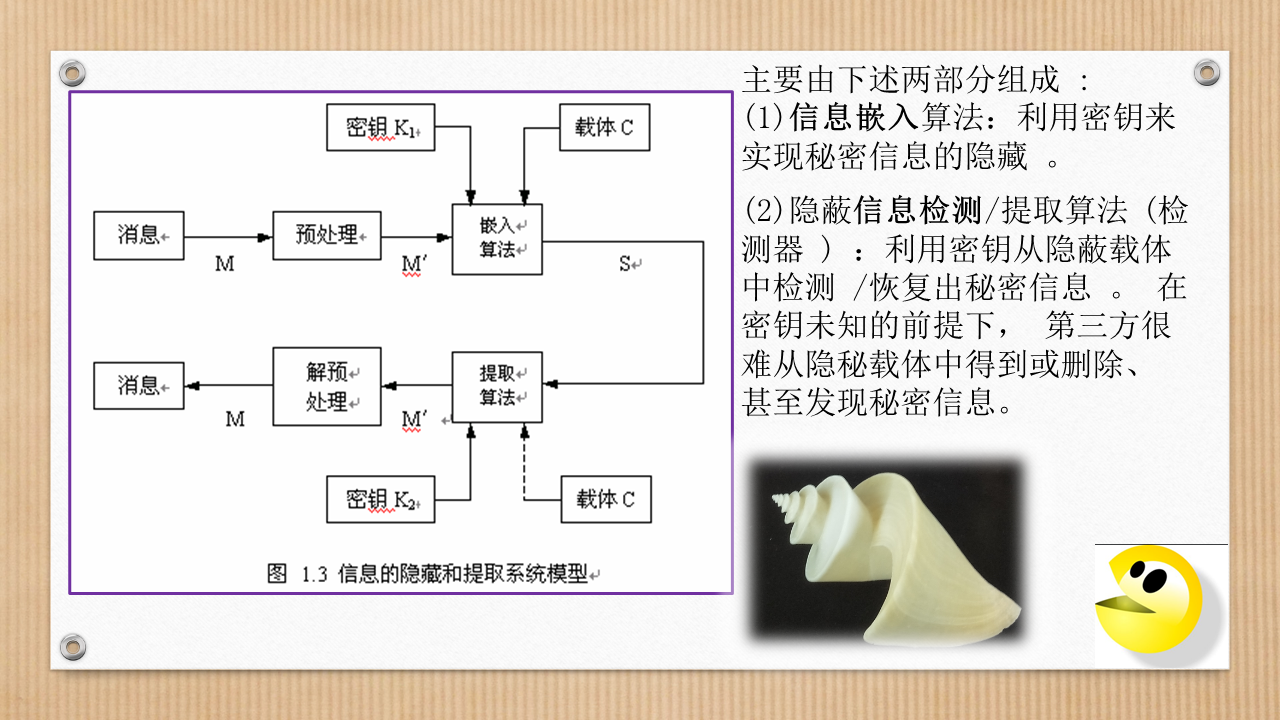 主要由下述两部分组成 :
(1)信息嵌入算法：利用密钥来
实现秘密信息的隐藏 。
(2)隐蔽信息检测/提取算法 (检
测器 ) : 利用密钥从隐蔽载体
中检测 /恢复出秘密信息 。 在
密钥未知的前提下， 第三方很
难从隐秘载体中得到或删除、
甚至发现秘密信息。
密钥 K₁
载体 C
消息
M
预处理
M′
嵌入
算法
S
消息
M
解预
处理
M′
提取
算法
密钥 K₂
载体 C
图 1.3 信息的隐藏和提取系统模型